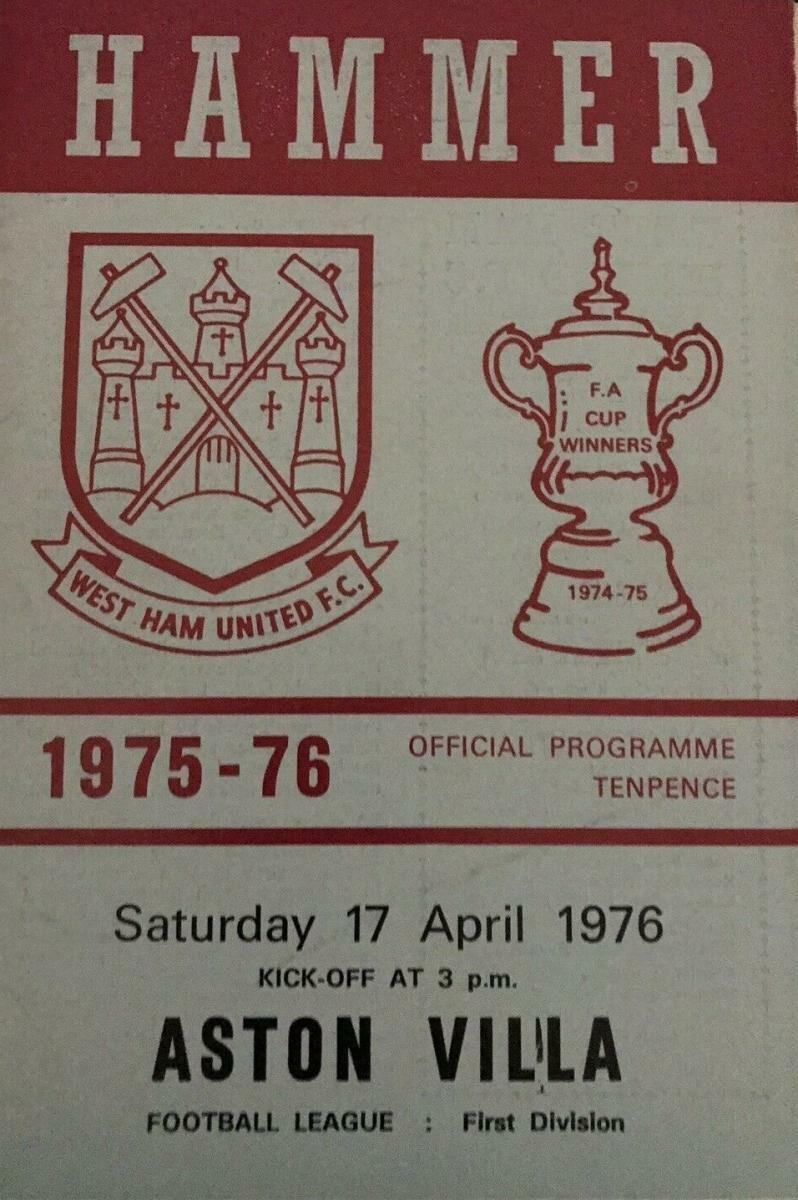 HAMMER
WEST HAM UNITED F.C.
F.A
CUP
WINNERS
1974-75
1975-76
OFFICIAL PROGRAMME
TENPENCE
Saturday 17 April 1976
KICK-OFF AT 3 p.m.
ASTON VILLA
FOOTBALL LEAGUE : First Division